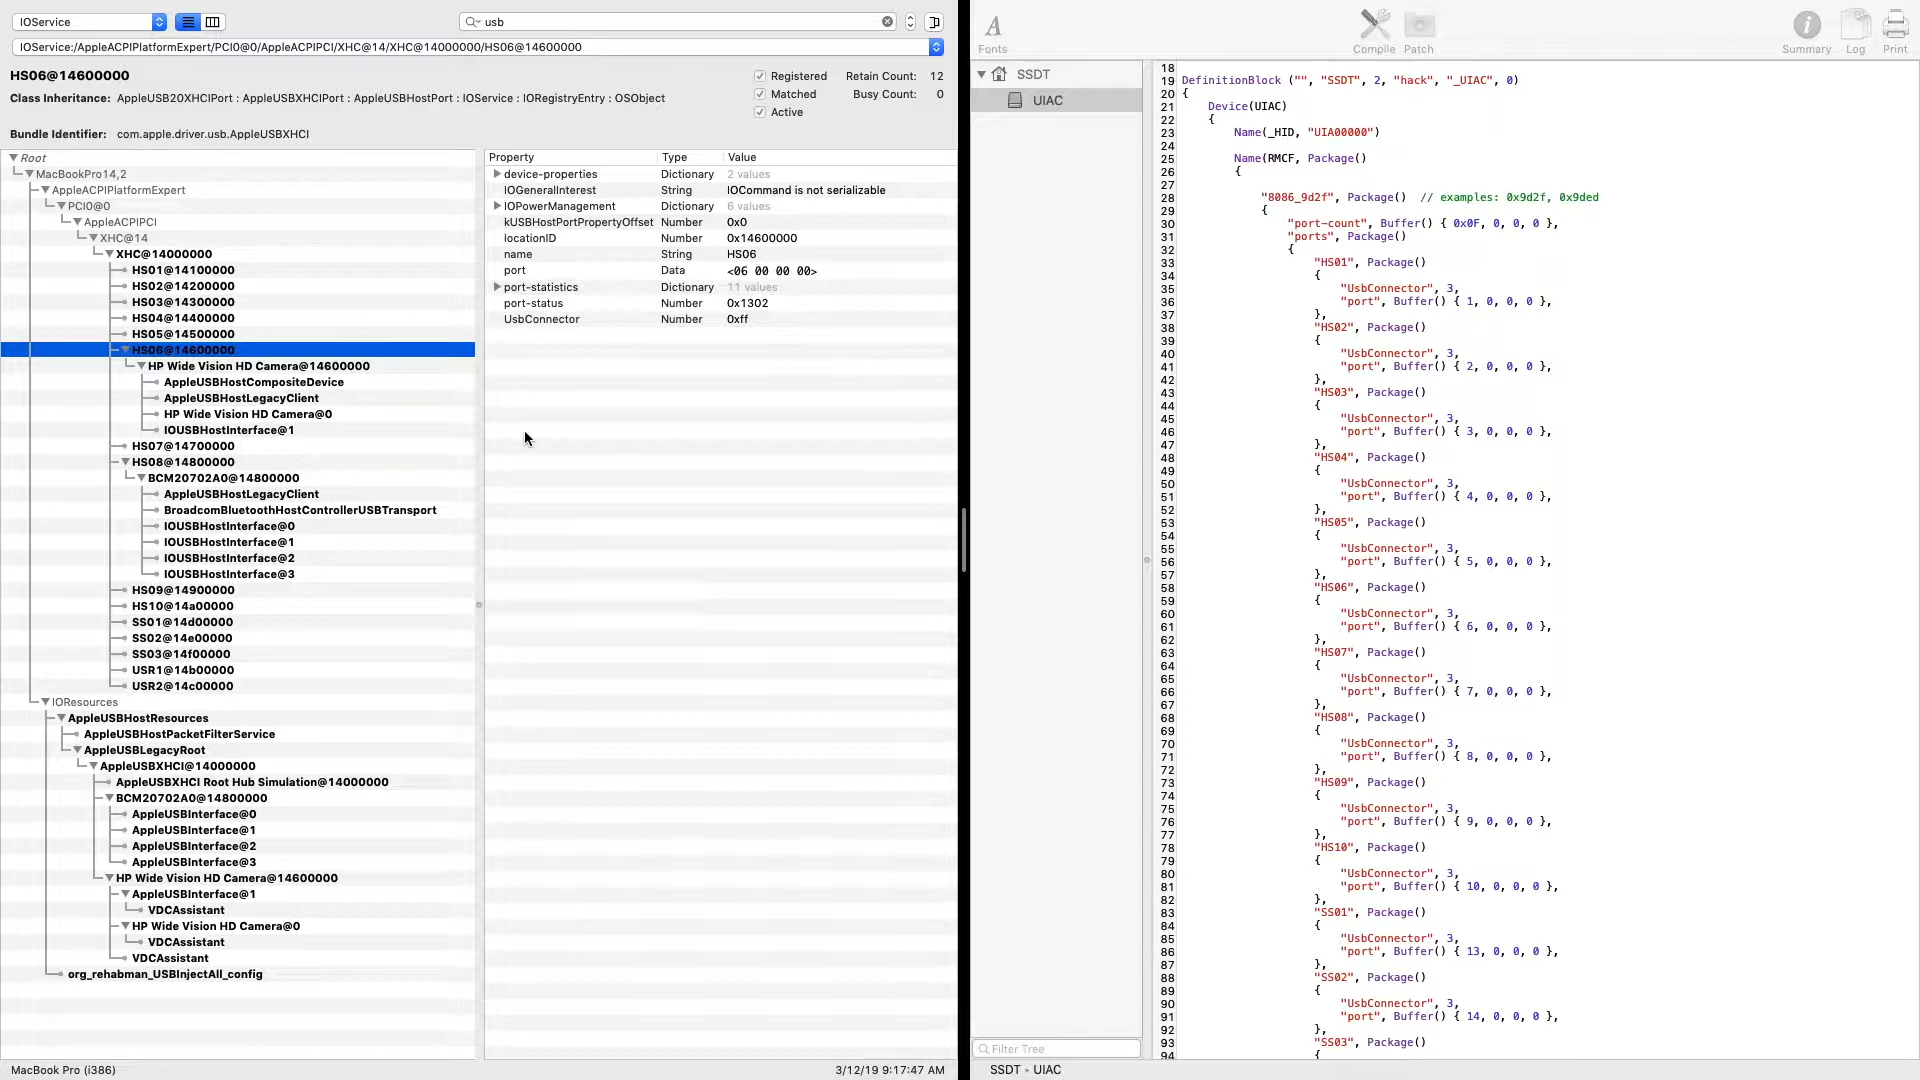 IOService
usb
IOService:/AppleACPIPlatformExpert/PCI0@0/AppleACPIPCI/XHC@14/XHC@14000000/HS06@14600000
HS06@14600000
Class Inheritance: AppleUSB20XHCIPort : AppleUSBXHCIPort : AppleUSBHostPort : IOService : IORegistryEntry : OSObject
Bundle Identifier: com.apple.driver.usb.AppleUSBXHCI
Registered Retain Count: 12
Matched Busy Count: 0
Active
Root
MacBookPro14,2
AppleACPIPlatformExpert
PCI0@0
AppleACPIPCI
XHC@14
XHC@14000000
HS01@14100000
HS02@14200000
HS03@14300000
HS04@14400000
HS05@14500000
HS06@14600000
HP Wide Vision HD Camera@14600000
AppleUSBHostCompositeDevice
AppleUSBHostLegacyClient
HP Wide Vision HD Camera@0
IOUSBHostInterface@1
HS07@14700000
HS08@14800000
BCM20702A0@14800000
AppleUSBHostLegacyClient
BroadcomBluetoothHostControllerUSBTransport
IOUSBHostInterface@0
IOUSBHostInterface@1
IOUSBHostInterface@2
IOUSBHostInterface@3
HS09@14900000
HS10@14a00000
SS01@14d00000
SS02@14e00000
SS03@14f00000
USR1@14b00000
USR2@14c00000
IOResources
AppleUSBHostResources
AppleUSBHostPacketFilterService
AppleUSBLegacyRoot
AppleUSBXHCI@14000000
AppleUSBXHCI Root Hub Simulation@14000000
BCM20702A0@14800000
AppleUSBInterface@0
AppleUSBInterface@1
AppleUSBInterface@2
AppleUSBInterface@3
HP Wide Vision HD Camera@14600000
AppleUSBInterface@1
VDCAssistant
HP Wide Vision HD Camera@0
VDCAssistant
VDCAssistant
org_rehabman_USBInjectAll_config
Property Type Value
device-properties Dictionary 2 values
IOGeneralInterest String IOCommand is not serializable
IOPowerManagement Dictionary 6 values
kUSBHostPortPropertyOffset Number 0x0
locationID Number 0x14600000
name String HS06
port Data <06 00 00 00>
port-statistics Dictionary 11 values
port-status Number 0x1302
UsbConnector Number 0xff
MacBook Pro (i386)
3/12/19 9:17:47 AM
Fonts
Compile
Patch
Summary
Log
Print
SSDT
UIAC
Filter Tree
SSDT - UIAC
18
19 DefinitionBlock ("", "SSDT", 2, "hack", "_UIAC", 0)
20 {
21 Device(UIAC)
22 {
23 Name(_HID, "UIA00000")
24
25 Name(RMCF, Package()
26 {
27
28 "8086_9d2f", Package() // examples: 0x9d2f, 0x9ded
29 {
30 "port-count", Buffer() { 0x0F, 0, 0, 0 },
31 "ports", Package()
32 {
33 "HS01", Package()
34 {
35 "UsbConnector", 3,
36 "port", Buffer() { 1, 0, 0, 0 },
37 },
38 "HS02", Package()
39 {
40 "UsbConnector", 3,
41 "port", Buffer() { 2, 0, 0, 0 },
42 },
43 "HS03", Package()
44 {
45 "UsbConnector", 3,
46 "port", Buffer() { 3, 0, 0, 0 },
47 },
48 "HS04", Package()
49 {
50 "UsbConnector", 3,
51 "port", Buffer() { 4, 0, 0, 0 },
52 },
53 "HS05", Package()
54 {
55 "UsbConnector", 3,
56 "port", Buffer() { 5, 0, 0, 0 },
57 },
58 "HS06", Package()
59 {
60 "UsbConnector", 3,
61 "port", Buffer() { 6, 0, 0, 0 },
62 },
63 "HS07", Package()
64 {
65 "UsbConnector", 3,
66 "port", Buffer() { 7, 0, 0, 0 },
67 },
68 "HS08", Package()
69 {
70 "UsbConnector", 3,
71 "port", Buffer() { 8, 0, 0, 0 },
72 },
73 "HS09", Package()
74 {
75 "UsbConnector", 3,
76 "port", Buffer() { 9, 0, 0, 0 },
77 },
78 "HS10", Package()
79 {
80 "UsbConnector", 3,
81 "port", Buffer() { 10, 0, 0, 0 },
82 },
83 "SS01", Package()
84 {
85 "UsbConnector", 3,
86 "port", Buffer() { 13, 0, 0, 0 },
87 },
88 "SS02", Package()
89 {
90 "UsbConnector", 3,
91 "port", Buffer() { 14, 0, 0, 0 },
92 },
93 "SS03", Package()
94 {